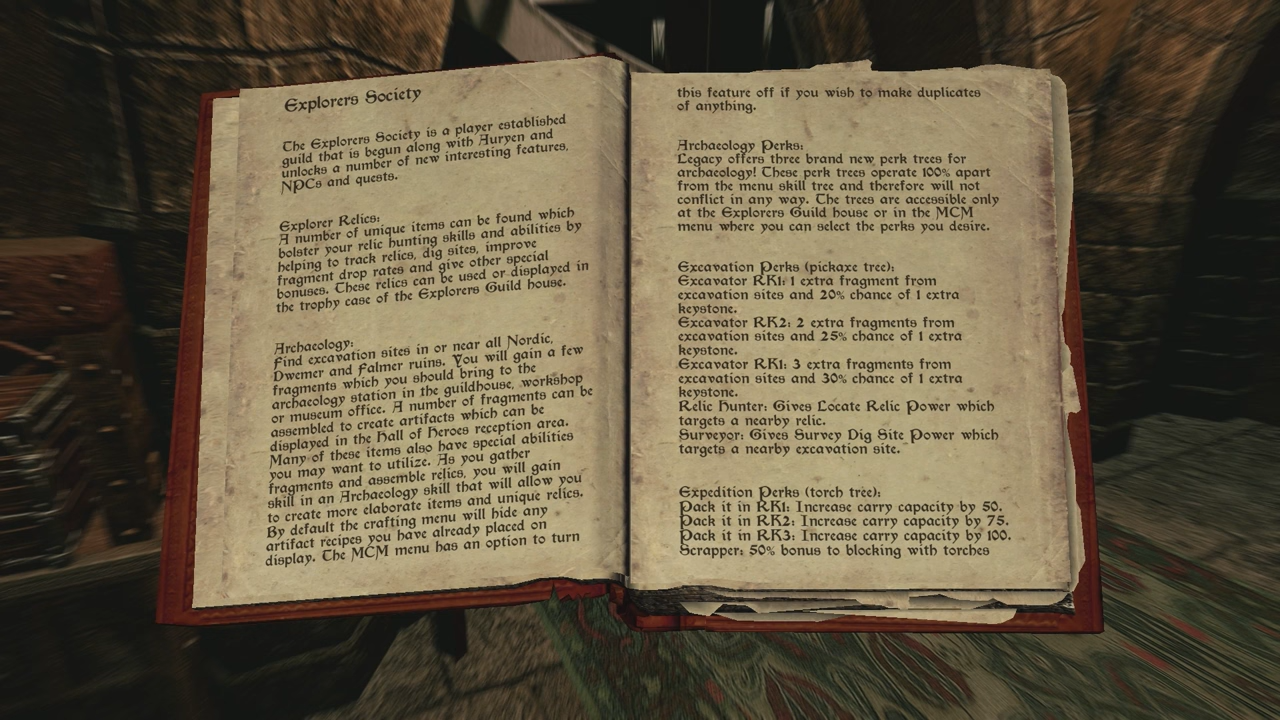 Explorers Society
The Explorers Society is a player established
guild that is begun along with Auryen and
unlocks a number of new interesting features,
NPCs and quests.
Explorer Relics:
A number of unique items can be found which
bolster your relic hunting skills and abilities by
helping to track relics, dig sites, improve
fragment drop rates and give other special
bonuses. These relics can be used or displayed in
the trophy case of the Explorers Guild house.
Archaeology:
Find excavation sites in or near all Nordic,
Dwemer and Falmer ruins. You will gain a few
fragments which you should bring to the
archaeology station in the guildhouse, workshop
or museum office. A number of fragments can be
assembled to create artifacts which can be
displayed in the Hall of Heroes reception area.
Many of these items also have special abilities
you may want to utilize. As you gather
fragments and assemble relics, you will gain
skill in an Archaeology skill that will allow you
to create more elaborate items and unique relics.
By default the crafting menu will hide any
artifact recipes you have already placed on
display. The MCM menu has an option to turn
this feature off if you wish to make duplicates
of anything.
Archaeology Perks:
Legacy offers three brand new perk trees for
archaeology! These perk trees operate 100% apart
from the menu skill tree and therefore will not
conflict in any way. The trees are accessible only
at the Explorers Guild house or in the MCM
menu where you can select the perks you desire.
Excavation Perks (pickaxe tree):
Excavator RK1: 1 extra fragment from
excavation sites and 20% chance of 1 extra
keystone.
Excavator RK2: 2 extra fragments from
excavation sites and 25% chance of 1 extra
keystone.
Excavator RK1: 3 extra fragments from
excavation sites and 30% chance of 1 extra
keystone.
Relic Hunter: Gives Locate Relic Power which
targets a nearby relic.
Surveyor: Gives Survey Dig Site Power which
targets a nearby excavation site.
Expedition Perks (torch tree):
Pack it in RK1: Increase carry capacity by 50.
Pack it in RK2: Increase carry capacity by 75.
Pack it in RK3: Increase carry capacity by 100.
Scrapper: 50% bonus to blocking with torches